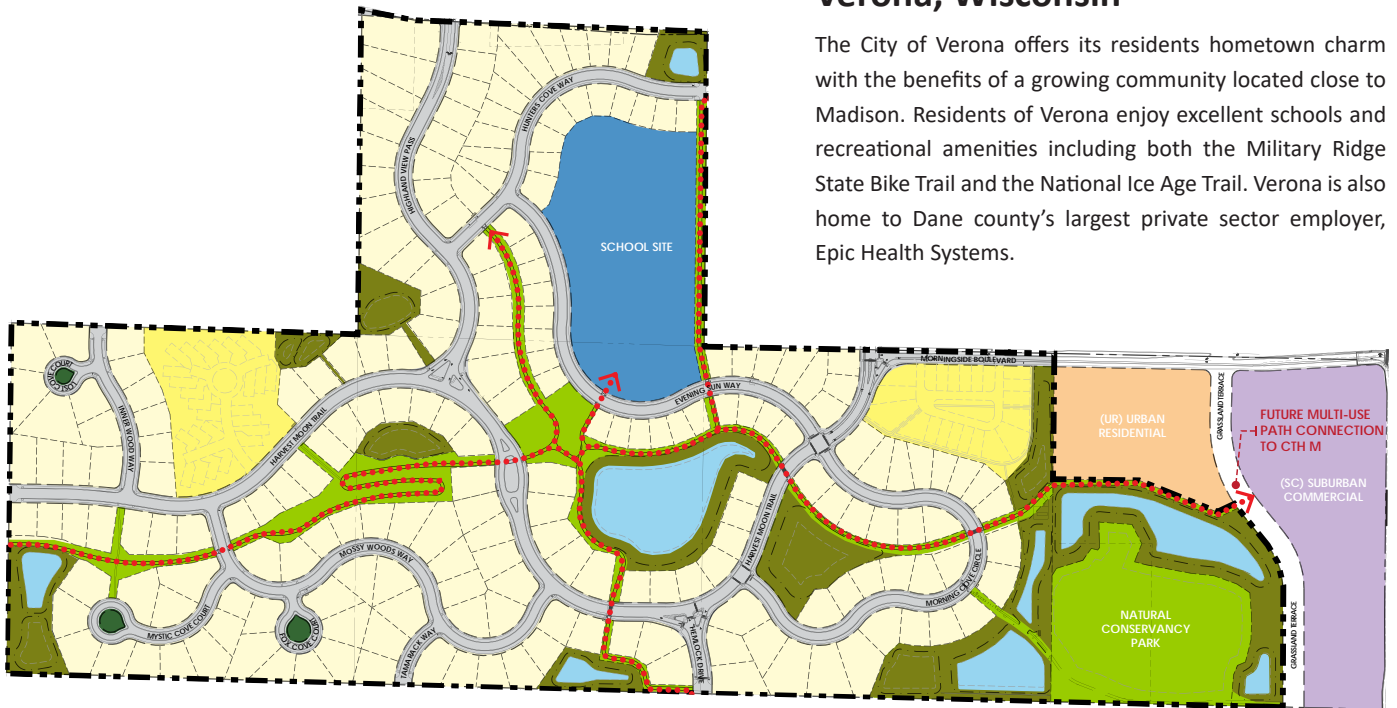 Verona, Wisconsin
The City of Verona offers its residents hometown charm
with the benefits of a growing community located close to
Madison. Residents of Verona enjoy excellent schools and
recreational amenities including both the Military Ridge
State Bike Trail and the National Ice Age Trail. Verona is also
home to Dane county’s largest private sector employer,
Epic Health Systems.
HIGHLAND VIEW PASS
HUNTERS COVE WAY
SCHOOL SITE
MORNINGSIDE BOULEVARD
LOST COVE COURT
INNER WOOD WAY
HARVEST MOON TRAIL
EVENING SUN WAY
(UR) URBAN
RESIDENTIAL
GRASSLAND TERRACE
FUTURE MULTI-USE
PATH CONNECTION
TO CTH M
(SC) SUBURBAN
COMMERCIAL
HARVEST MOON TRAIL
MOSSY WOODS WAY
MYSTIC COVE COURT
FOX COVE COURT
TAMARACK WAY
HEMLOCK DRIVE
MORNING COVE CIRCLE
NATURAL
CONSERVANCY
PARK
GRASSLAND TERRACE